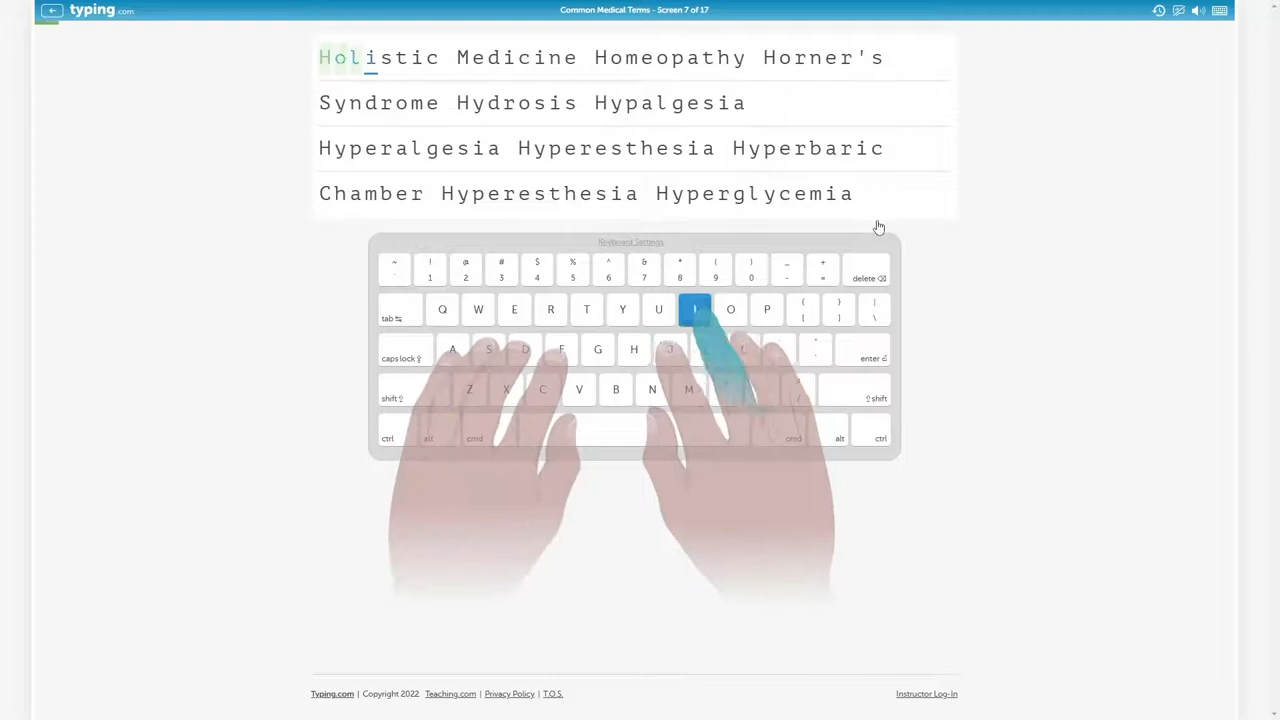 typing.com
Common Medical Terms - Screen 7 of 17
Holistic Medicine Homeopathy Horner's
Syndrome Hydrosis Hypalgesia
Hyperalgesia Hyperesthesia Hyperbaric
Chamber Hyperesthesia Hyperglycemia
Keyboard Settings
~ ! @ # $ % ^ & * ( ) _ +
` 1 2 3 4 5 6 7 8 9 0 - = delete
tab Q W E R T Y U I O P { } |
[ ] \
caps lock A S D F G H J L " enter
'
shift Z X C V B N M / shift
ctrl alt cmd cmd alt ctrl
Typing.com | Copyright 2022 Teaching.com | Privacy Policy | T.O.S. Instructor Log-In